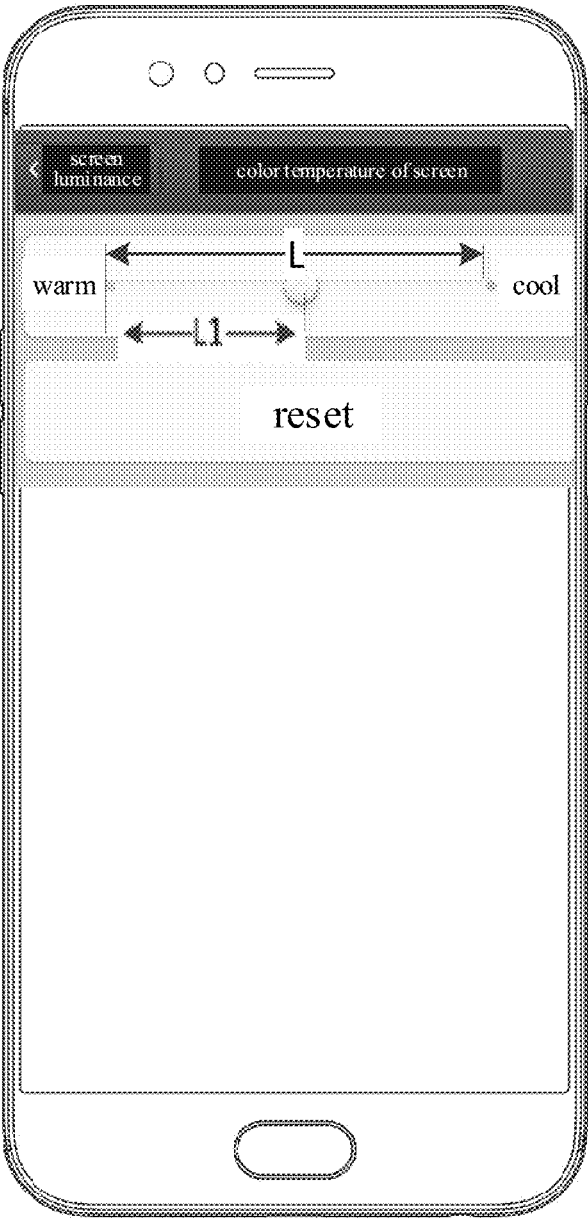 screen
luminance
color temperature of screen
L
warm
cool
L1
reset